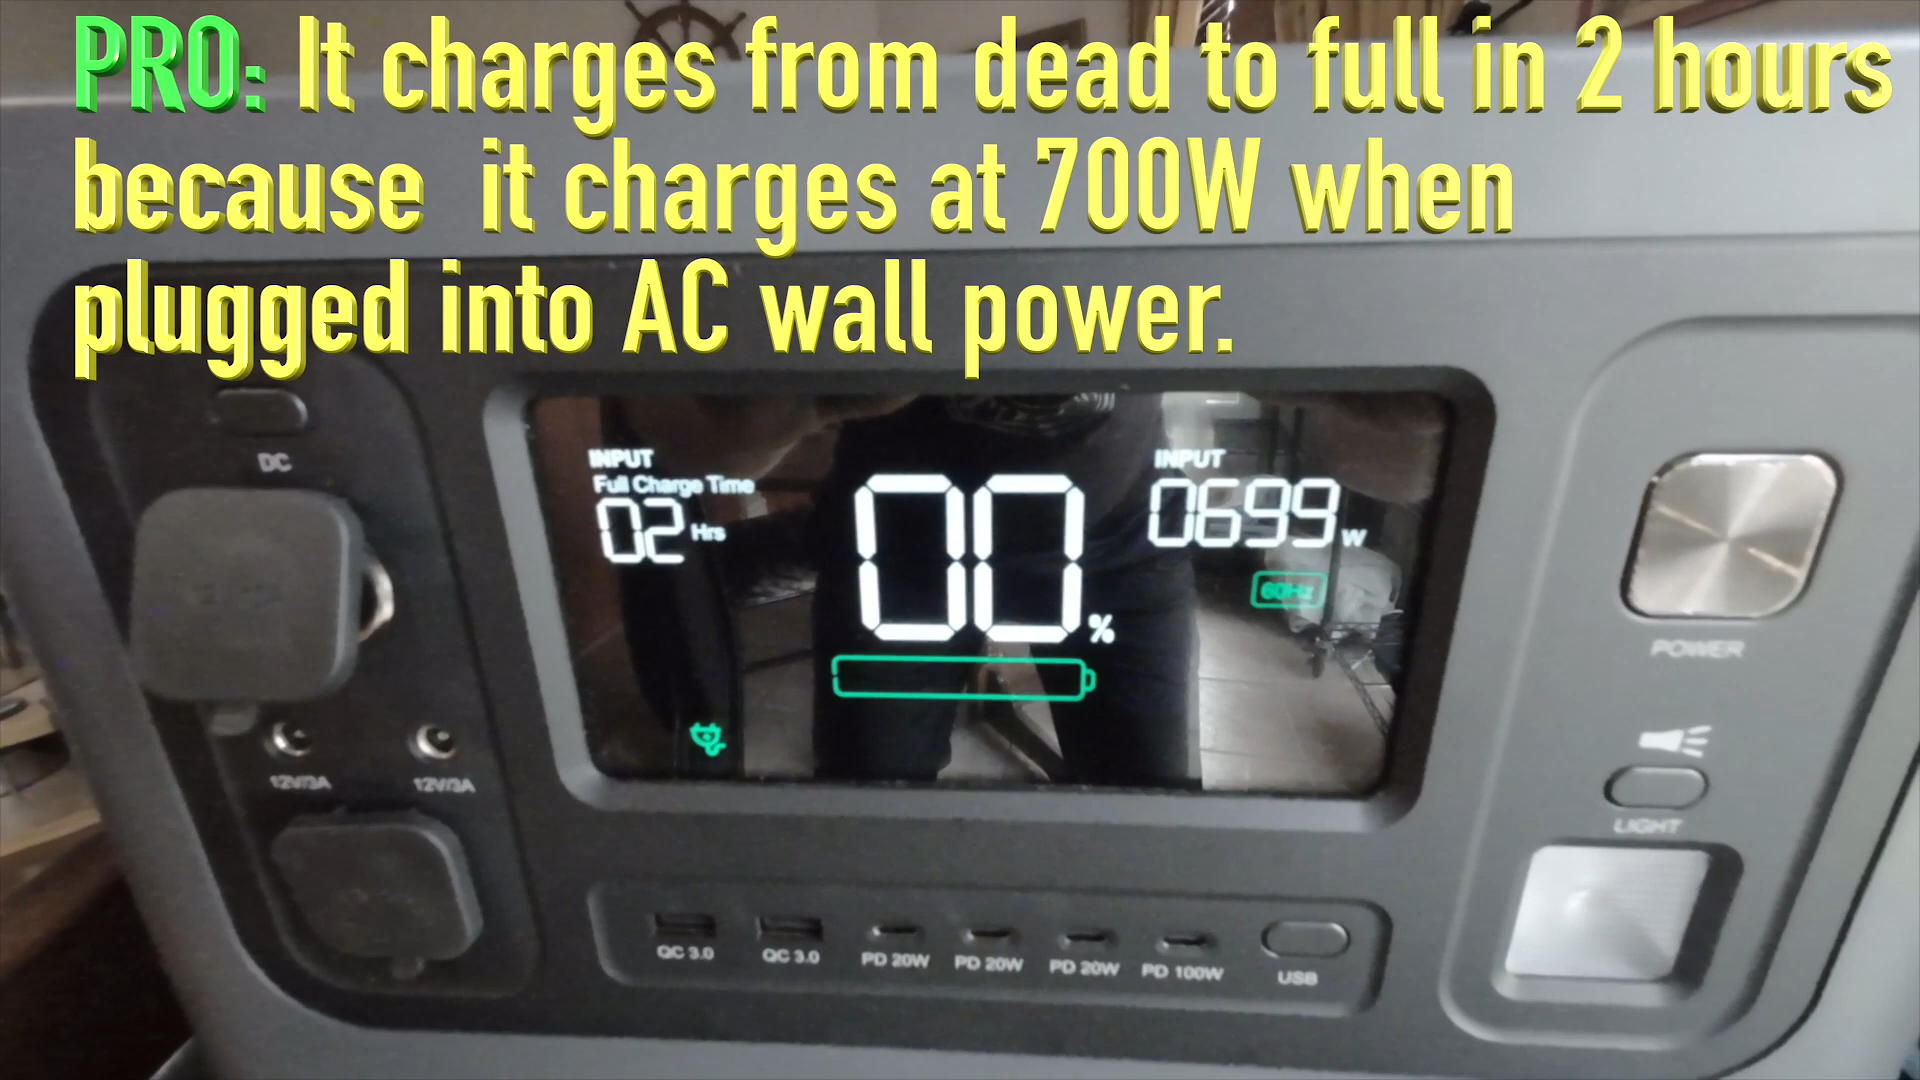 PRO: It charges from dead to full in 2 hours
because it charges at 700W when
plugged into AC wall power.
DC
INPUT
Full Charge Time
02 Hrs
00 %
INPUT
0699 W
60Hz
POWER
LIGHT
12V/3A
12V/3A
QC 3.0
QC 3.0
PD 20W
PD 20W
PD 20W
PD 100W
USB